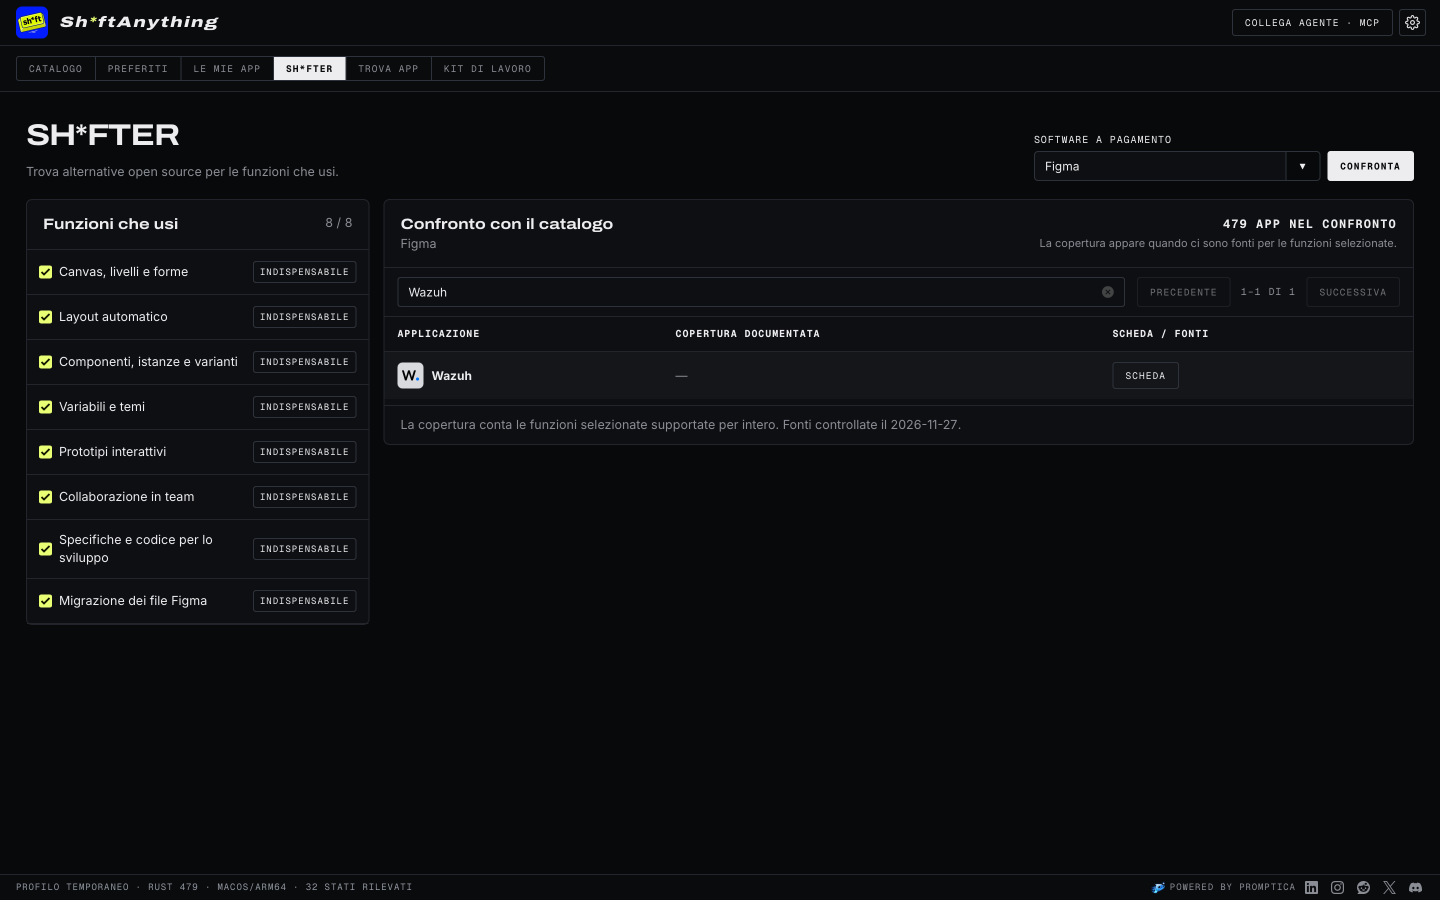 sh*ft
Sh*ftAnything
COLLEGA AGENTE · MCP
CATALOGO
PREFERITI
LE MIE APP
SH*FTER
TROVA APP
KIT DI LAVORO
SH*FTER
Trova alternative open source per le funzioni che usi.
SOFTWARE A PAGAMENTO
Figma
CONFRONTA
Funzioni che usi
8 / 8
Canvas, livelli e forme
INDISPENSABILE
Layout automatico
INDISPENSABILE
Componenti, istanze e varianti
INDISPENSABILE
Variabili e temi
INDISPENSABILE
Prototipi interattivi
INDISPENSABILE
Collaborazione in team
INDISPENSABILE
Specifiche e codice per lo
sviluppo
INDISPENSABILE
Migrazione dei file Figma
INDISPENSABILE
Confronto con il catalogo
Figma
479 APP NEL CONFRONTO
La copertura appare quando ci sono fonti per le funzioni selezionate.
Wazuh
PRECEDENTE
1–1 DI 1
SUCCESSIVA
APPLICAZIONE
COPERTURA DOCUMENTATA
SCHEDA / FONTI
W.
Wazuh
—
SCHEDA
La copertura conta le funzioni selezionate supportate per intero. Fonti controllate il 2026-11-27.
PROFILO TEMPORANEO · RUST 479 · MACOS/ARM64 · 32 STATI RILEVATI
POWERED BY PROMPTICA